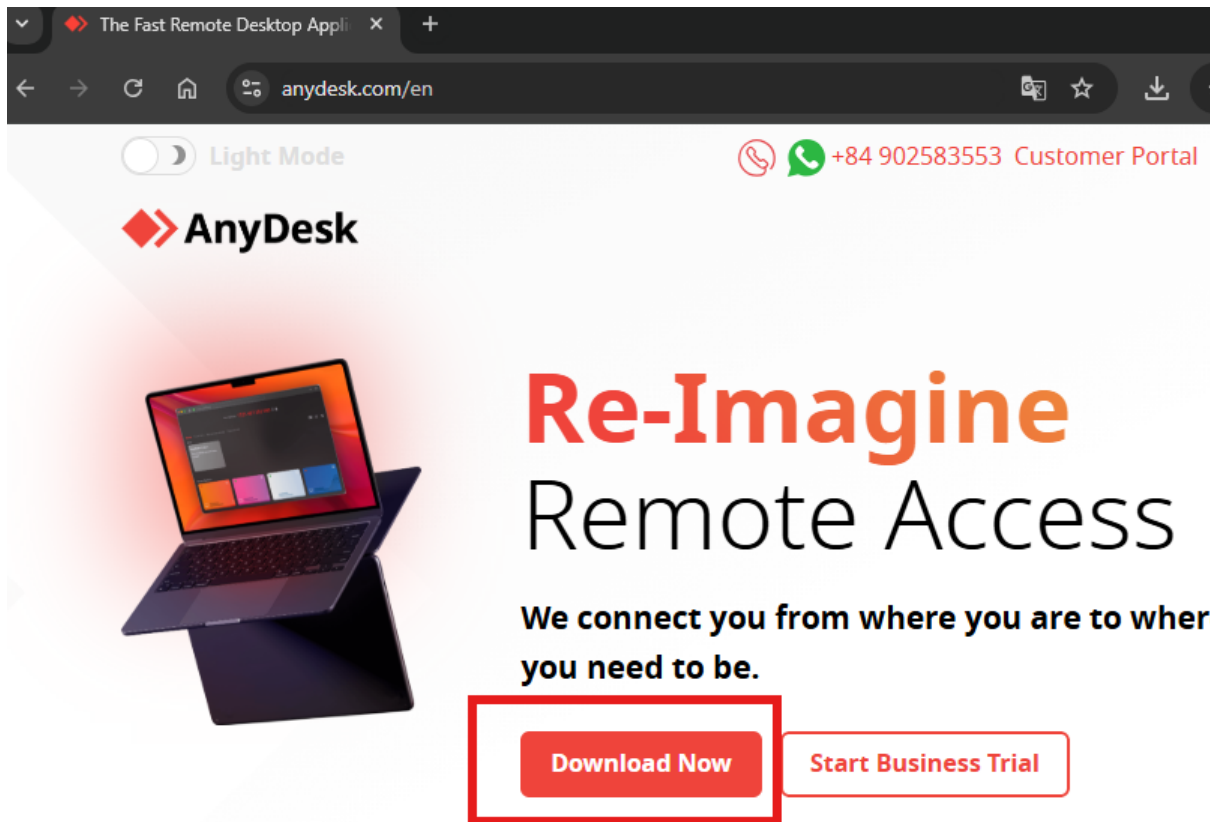 The Fast Remote Desktop Appli
anydesk.com/en
Light Mode
+84 902583553 Customer Portal
AnyDesk
Re-Imagine
Remote Access
We connect you from where you are to wher
you need to be.
Download Now
Start Business Trial